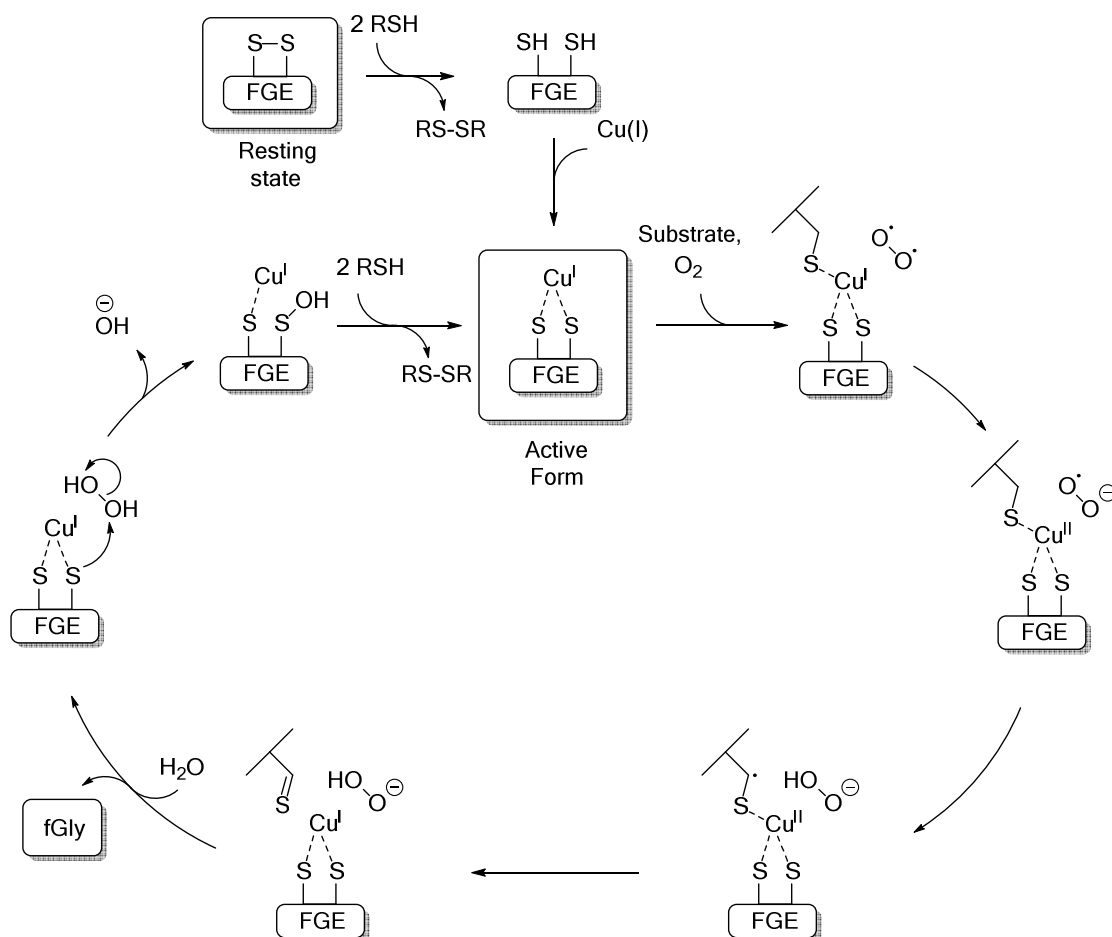 S–S
FGE
Resting
state
2 RSH
RS-SR
SH SH
FGE
Cu(I)
Cu^I
S S
FGE
Active
Form
Substrate,
O₂
S
Cu^I
O• O•
S S
FGE
S
Cu^II
O• O⊖
S S
FGE
S
Cu^II
HO
O⊖
S S
FGE
S
Cu^I
HO
O⊖
S S
FGE
H₂O
fGly
HO
OH
Cu^I
S S
FGE
⊖
OH
Cu^I
OH
S S
FGE
2 RSH
RS-SR